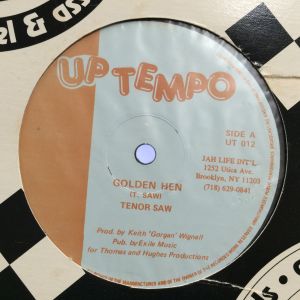 UP TEMPO
SIDE A
UT 012
JAH LIFE INT'L
1252 Utica Ave.
Brooklyn, NY 11203
(718) 629-0841
GOLDEN HEN
(T. SAW)
TENOR SAW
Prod. by Keith "Gorgan" Wignall
Pub. by Exile Music
for Thomas and Hughes Productions